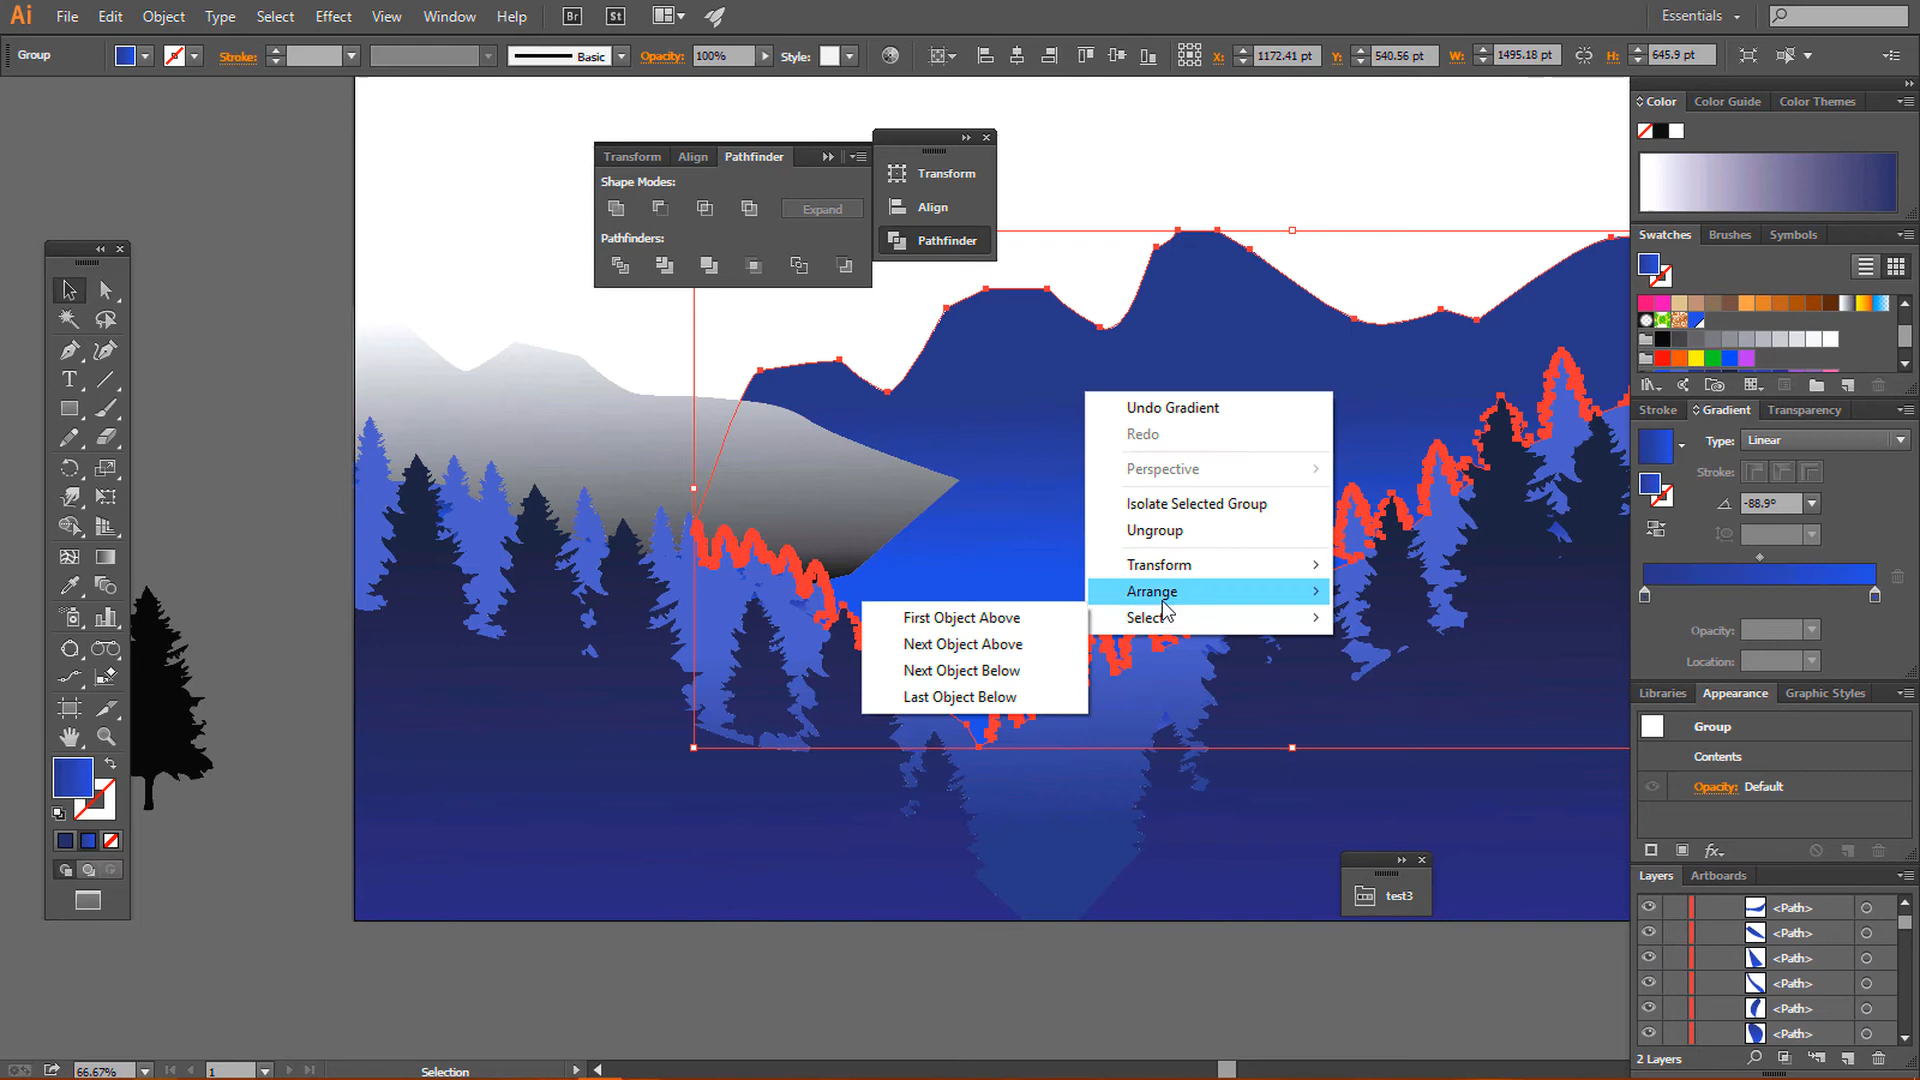 Ai File Edit Object Type Select Effect View Window Help Br St Essentials
Group Stroke: Basic Opacity: 100% Style: X: 1172.41 pt Y: 540.56 pt W: 1495.18 pt H: 645.9 pt
Color Color Guide Color Themes
Transform Align Pathfinder
Shape Modes:
Expand
Pathfinders:
Transform
Align
Pathfinder
Swatches Brushes Symbols
Stroke Gradient Transparency
Type: Linear
Stroke:
-88.9°
Opacity:
Location:
Undo Gradient
Redo
Perspective
Isolate Selected Group
Ungroup
Transform
Arrange
Select
First Object Above
Next Object Above
Next Object Below
Last Object Below
Libraries Appearance Graphic Styles
Group
Contents
Opacity: Default
fx
test3
Layers Artboards
<Path>
<Path>
<Path>
<Path>
<Path>
<Path>
2 Layers
66.67% 1 Selection